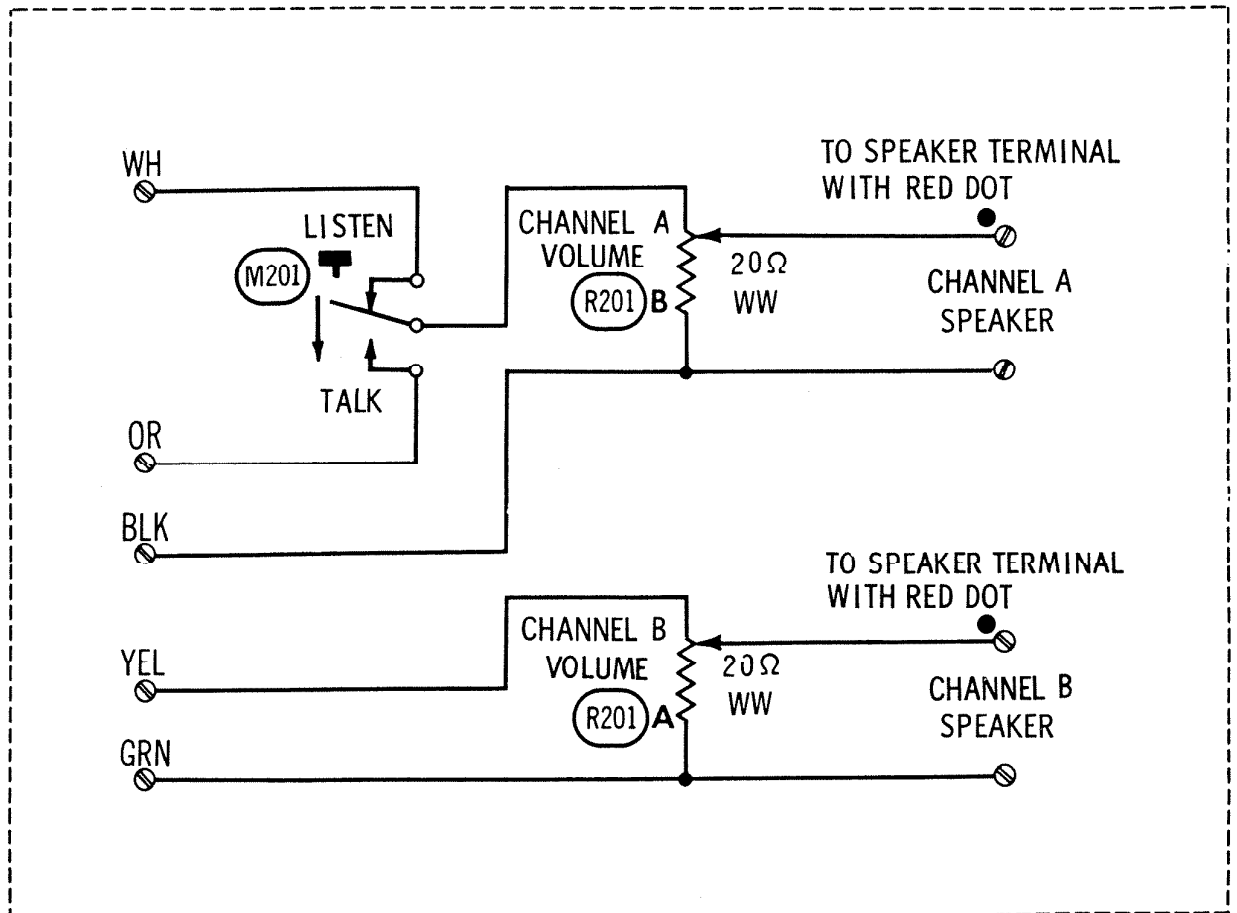 WH
LISTEN
M201
TALK
OR
BLK
YEL
GRN
CHANNEL A
VOLUME
R201 B
20Ω
WW
TO SPEAKER TERMINAL
WITH RED DOT
CHANNEL A
SPEAKER
CHANNEL B
VOLUME
R201 A
20Ω
WW
TO SPEAKER TERMINAL
WITH RED DOT
CHANNEL B
SPEAKER